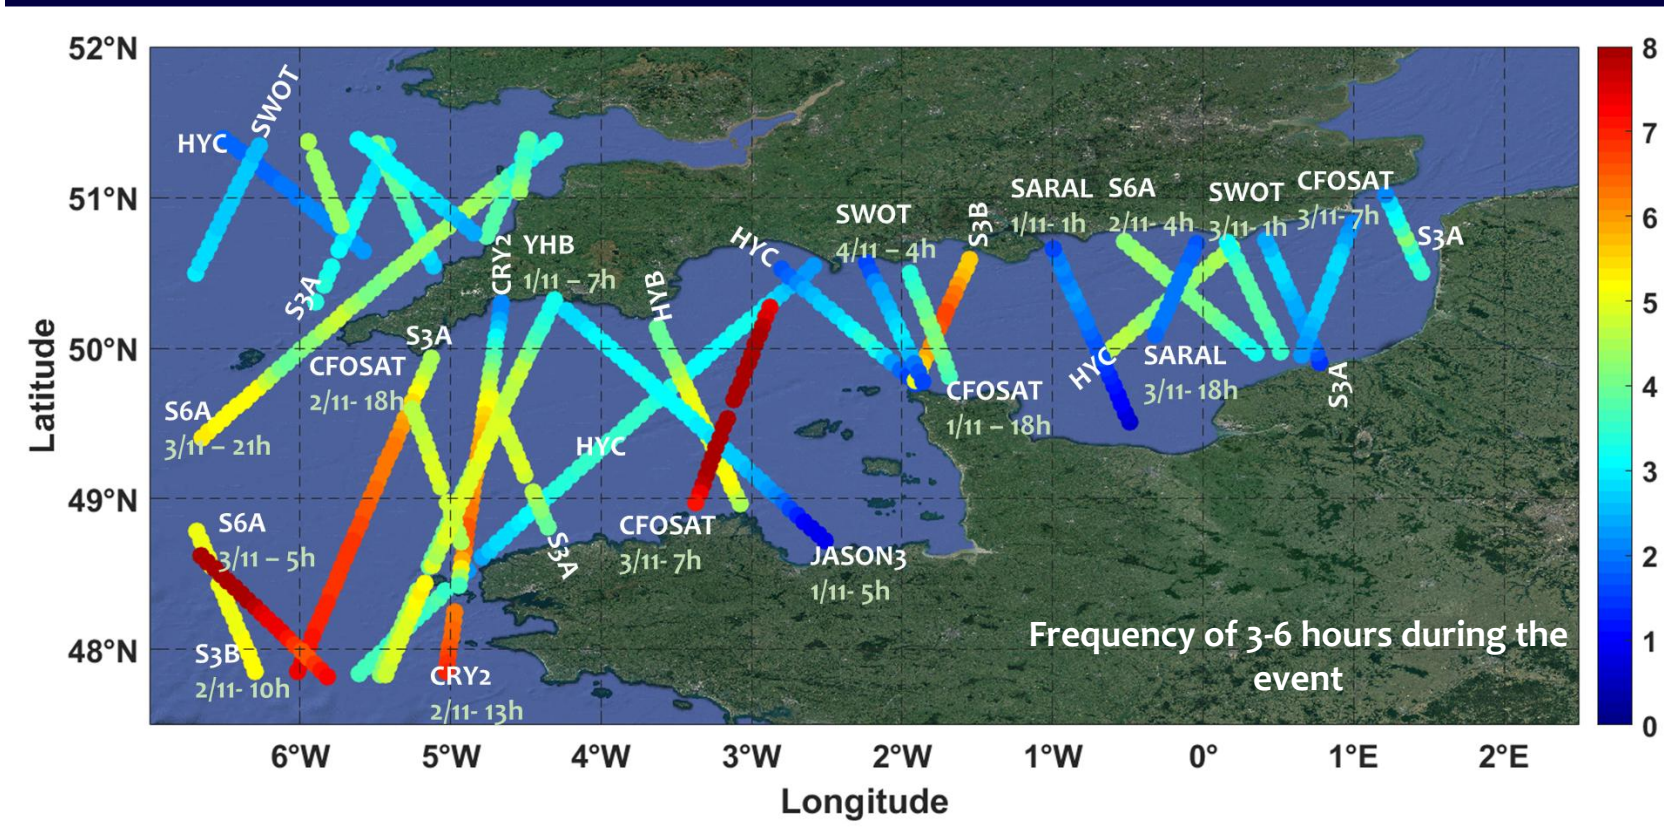 52°N
51°N
50°N
49°N
48°N
Latitude
6°W
5°W
4°W
3°W
2°W
1°W
0°
1°E
2°E
Longitude
8
7
6
5
4
3
2
1
0
HYC
SWOT
S3A
S6A
3/11 – 21h
CFOSAT
2/11- 18h
S3A
CRY2
YHB
1/11 – 7h
HYB
HYC
SWOT
4/11 – 4h
S3B
SARAL
1/11- 1h
S6A
2/11- 4h
SWOT
3/11- 1h
CFOSAT
3/11- 7h
S3A
HYC
SARAL
3/11- 18h
S3A
CFOSAT
1/11 – 18h
HYC
S6A
3/11 – 5h
S3B
2/11- 10h
CRY2
2/11- 13h
S3A
CFOSAT
3/11- 7h
JASON3
1/11- 5h
Frequency of 3-6 hours during the
event